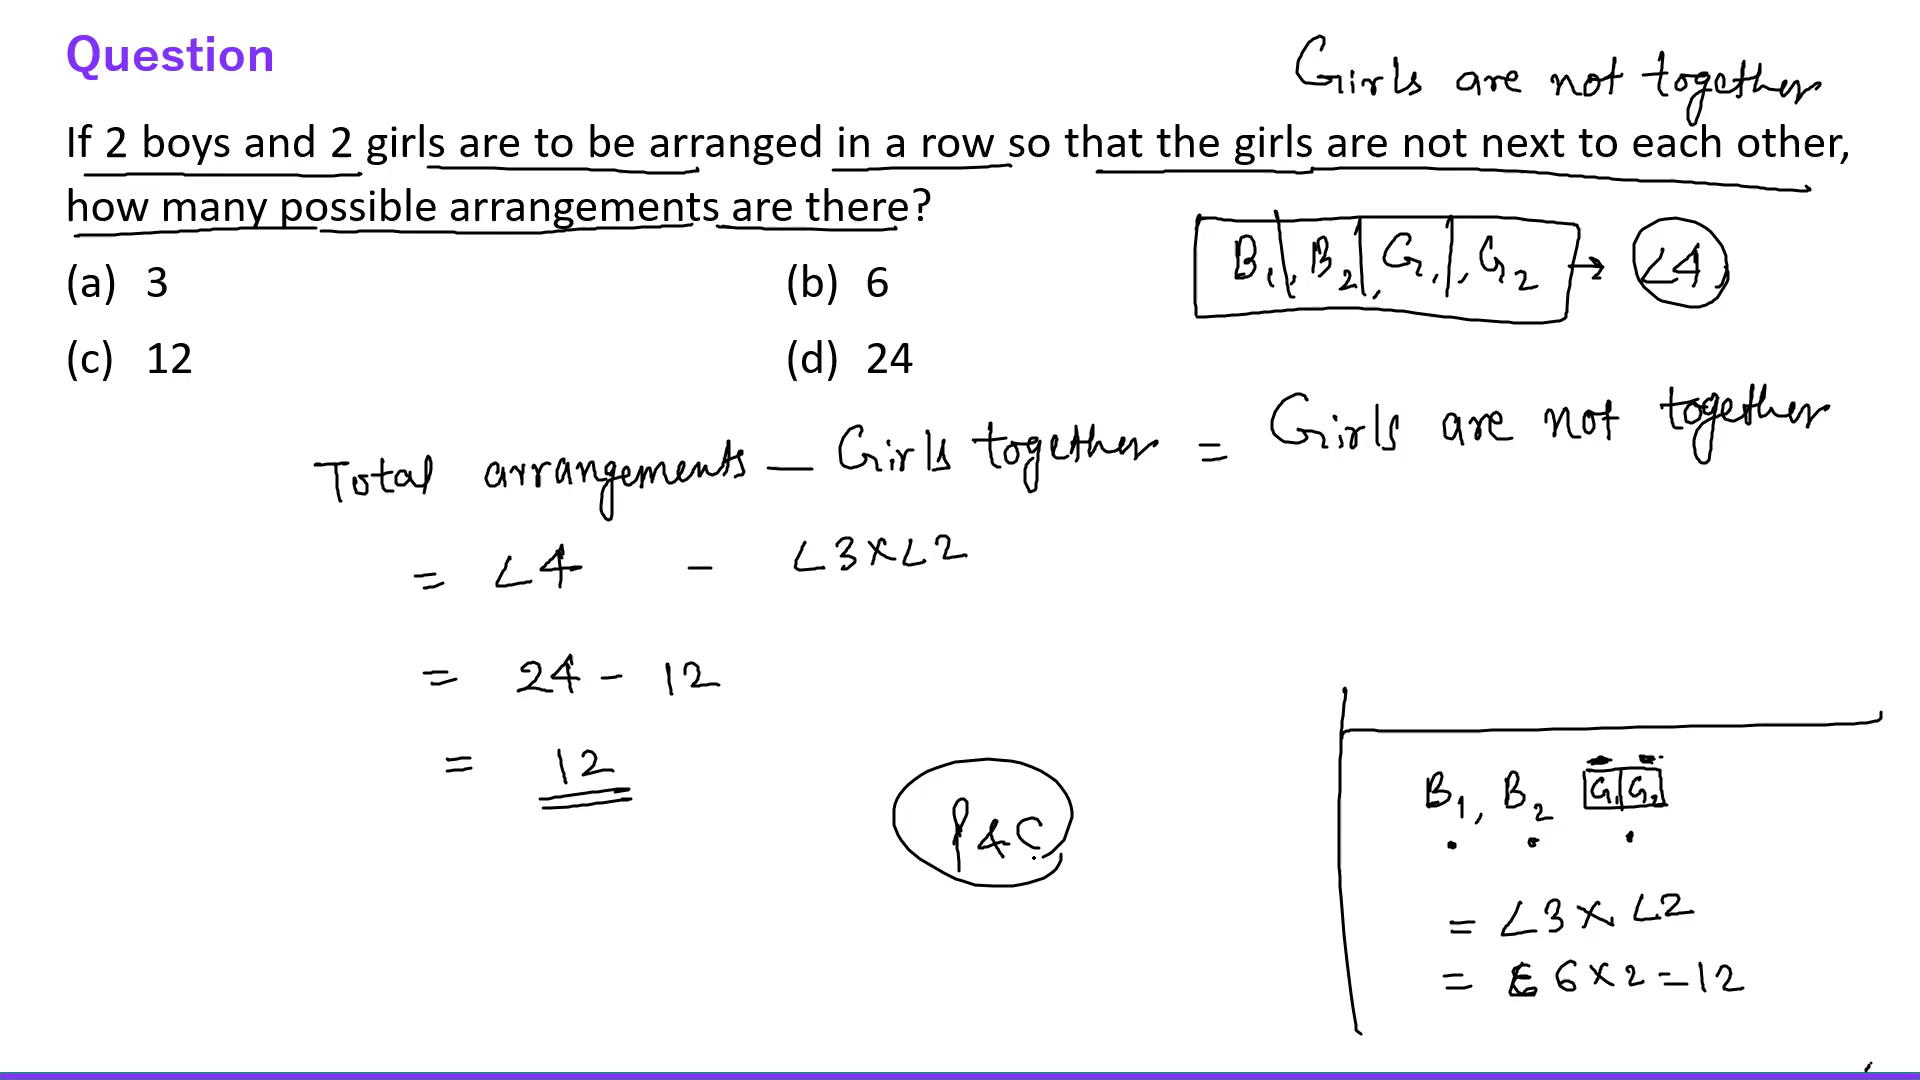 Question
Girls are not together
If 2 boys and 2 girls are to be arranged in a row so that the girls are not next to each other,
how many possible arrangements are there?
B1, B2, G1, G2 → ∠4
(a) 3 (b) 6
(c) 12 (d) 24
Total arrangements — Girls together = Girls are not together
= ∠4 - ∠3×∠2
= 24 - 12
= 12
P&C
B1, B2 G1 G2
= ∠3 × ∠2
= 6 × 2 = 12